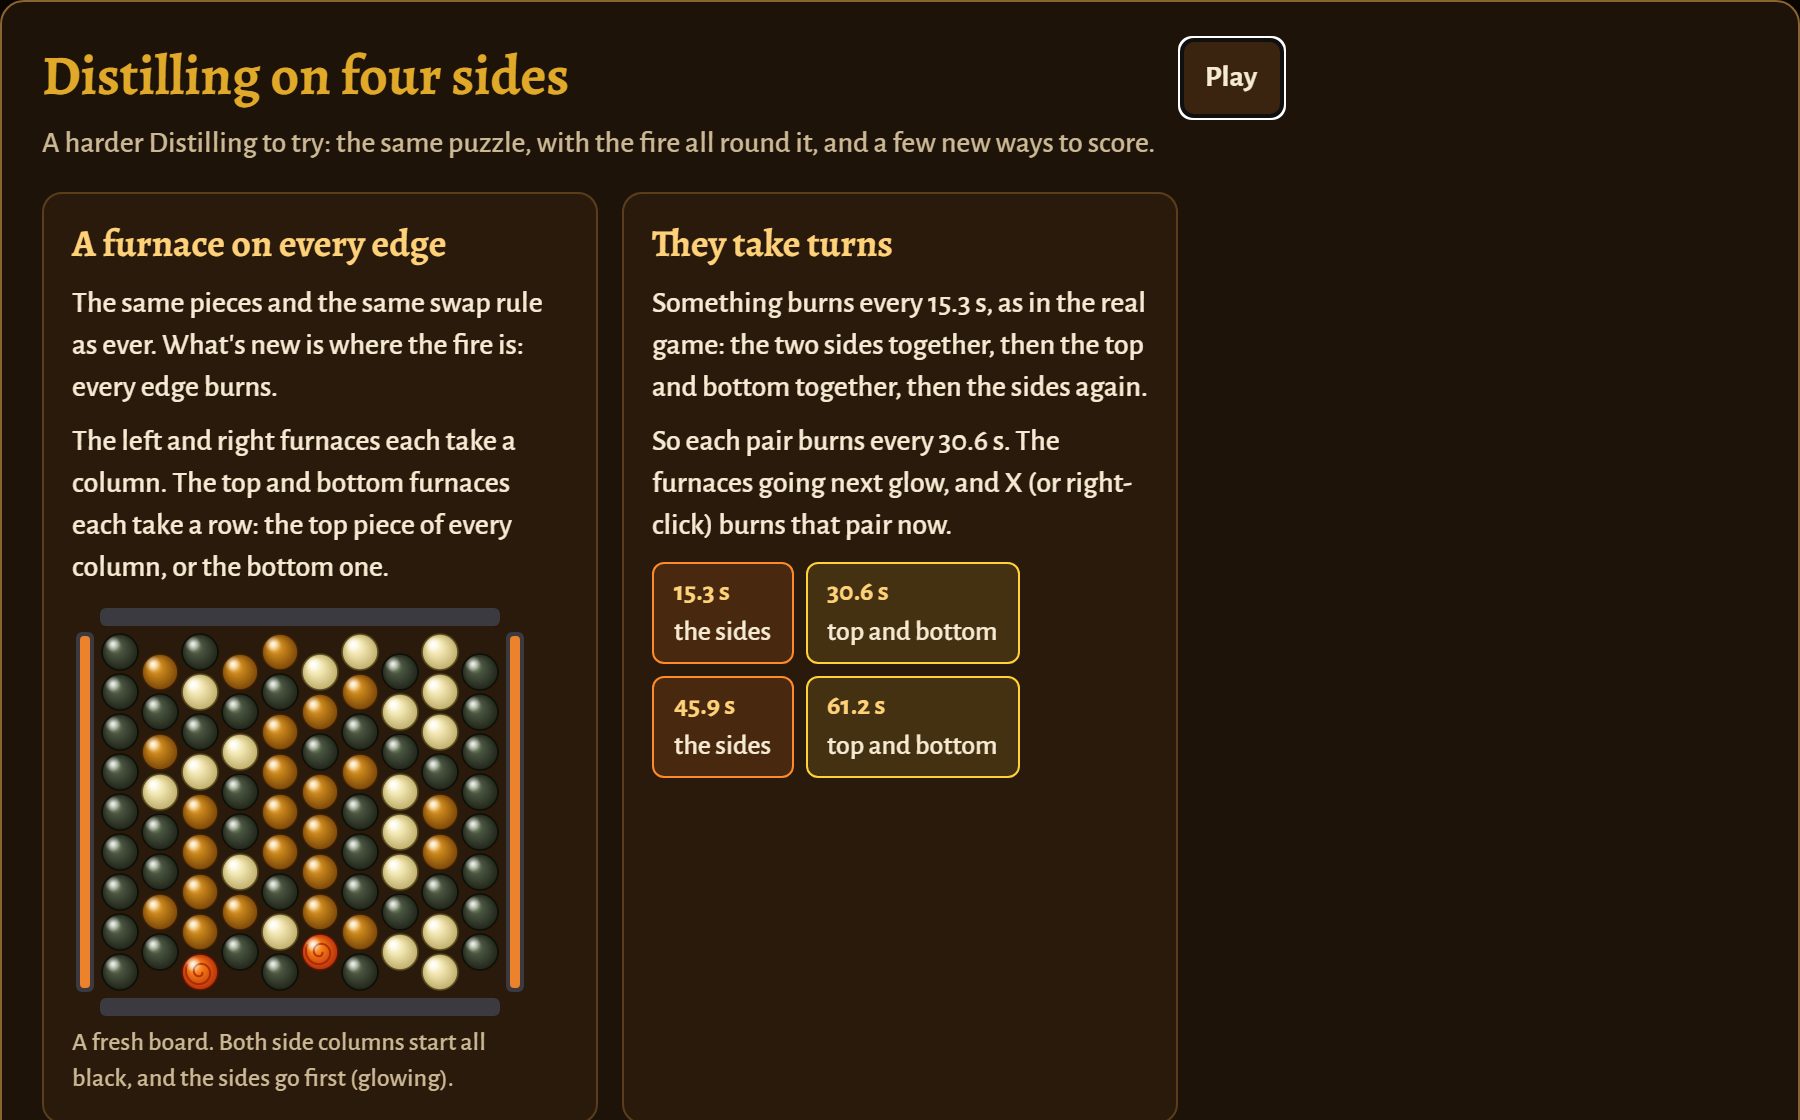 Distilling on four sides
Play
A harder Distilling to try: the same puzzle, with the fire all round it, and a few new ways to score.
A furnace on every edge
The same pieces and the same swap rule
as ever. What's new is where the fire is:
every edge burns.
The left and right furnaces each take a
column. The top and bottom furnaces
each take a row: the top piece of every
column, or the bottom one.
A fresh board. Both side columns start all
black, and the sides go first (glowing).
They take turns
Something burns every 15.3 s, as in the real
game: the two sides together, then the top
and bottom together, then the sides again.
So each pair burns every 30.6 s. The
furnaces going next glow, and X (or right-
click) burns that pair now.
15.3 s
the sides
30.6 s
top and bottom
45.9 s
the sides
61.2 s
top and bottom